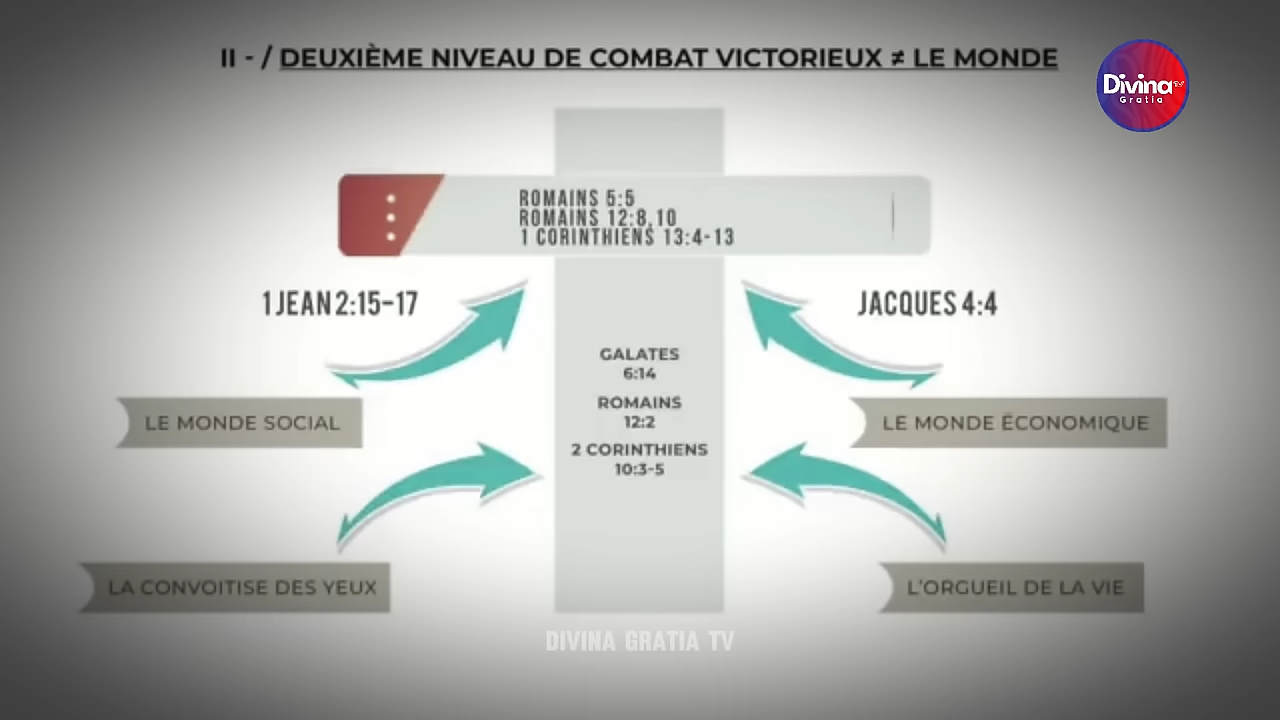 II - / DEUXIÈME NIVEAU DE COMBAT VICTORIEUX ≠ LE MONDE
Divina TV
Gratia
ROMAINS 5:5
ROMAINS 12:8,10
1 CORINTHIENS 13:4-13
1 JEAN 2:15-17
JACQUES 4:4
GALATES
6:14
ROMAINS
12:2
LE MONDE SOCIAL
LE MONDE ÉCONOMIQUE
2 CORINTHIENS
10:3-5
LA CONVOITISE DES YEUX
L'ORGUEIL DE LA VIE
DIVINA GRATIA TV